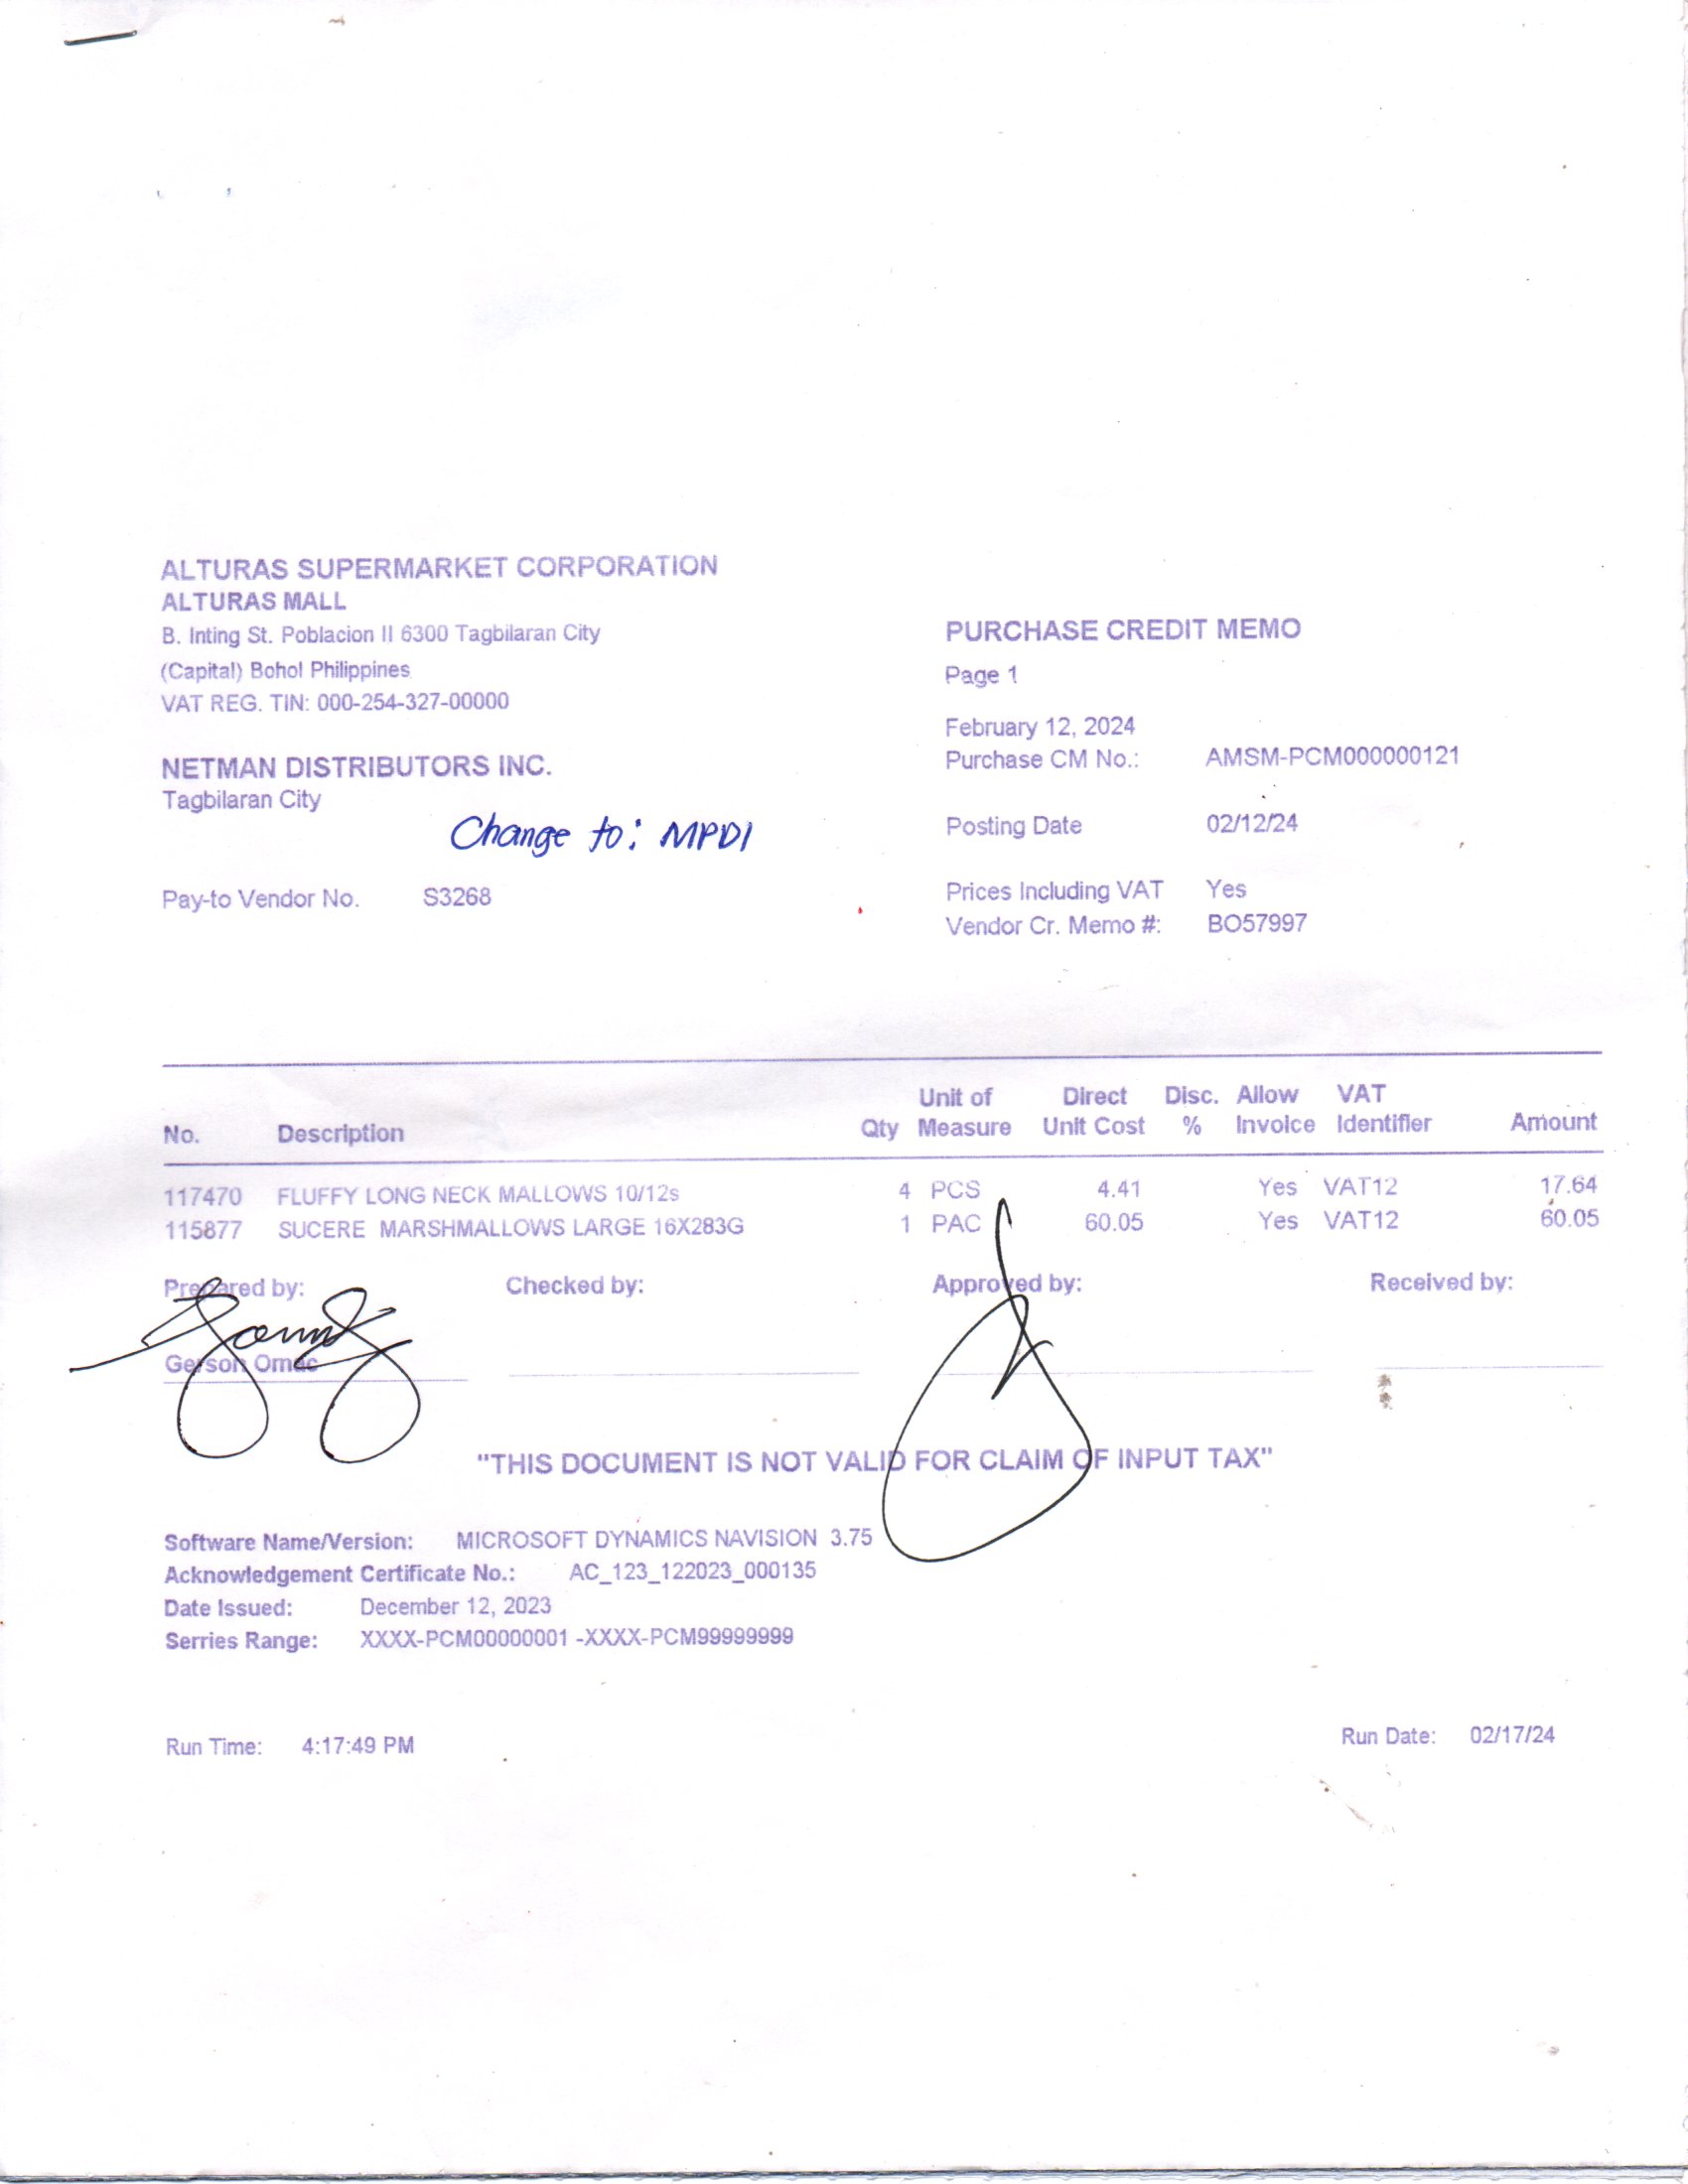 ALTURAS SUPERMARKET CORPORATION
ALTURAS MALL
B. Inting St. Poblacion II 6300 Tagbilaran City
(Capital) Bohol Philippines
VAT REG. TIN: 000-254-327-00000
PURCHASE CREDIT MEMO
Page 1
February 12, 2024
Purchase CM No.: AMSM-PCM000000121
NETMAN DISTRIBUTORS INC.
Tagbilaran City
Change to: MPDI
Posting Date 02/12/24
Pay-to Vendor No. S3268
Prices Including VAT Yes
Vendor Cr. Memo #: BO57997
No. Description Qty Unit of Measure Direct Unit Cost Disc. % Allow Invoice VAT Identifier Amount
117470 FLUFFY LONG NECK MALLOWS 10/12s 4 PCS 4.41 Yes VAT12 17.64
115877 SUCERE MARSHMALLOWS LARGE 16X283G 1 PAC 60.05 Yes VAT12 60.05
Prepared by: Checked by: Approved by: Received by:
Gerson Omac
"THIS DOCUMENT IS NOT VALID FOR CLAIM OF INPUT TAX"
Software Name/Version: MICROSOFT DYNAMICS NAVISION 3.75
Acknowledgement Certificate No.: AC_123_122023_000135
Date Issued: December 12, 2023
Serries Range: XXXX-PCM00000001 -XXXX-PCM99999999
Run Time: 4:17:49 PM
Run Date: 02/17/24